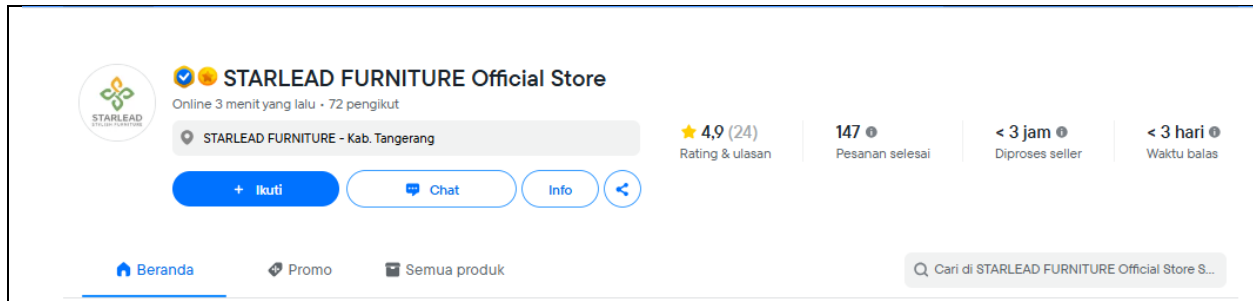 STARLEAD FURNITURE Official Store
Online 3 menit yang lalu • 72 pengikut
STARLEAD
STYLISH FURNITURE
STARLEAD FURNITURE - Kab. Tangerang
+ Ikuti
Chat
Info
4,9 (24)
Rating & ulasan
147
Pesanan selesai
< 3 jam
Diproses seller
< 3 hari
Waktu balas
Beranda
Promo
Semua produk
Cari di STARLEAD FURNITURE Official Store S...